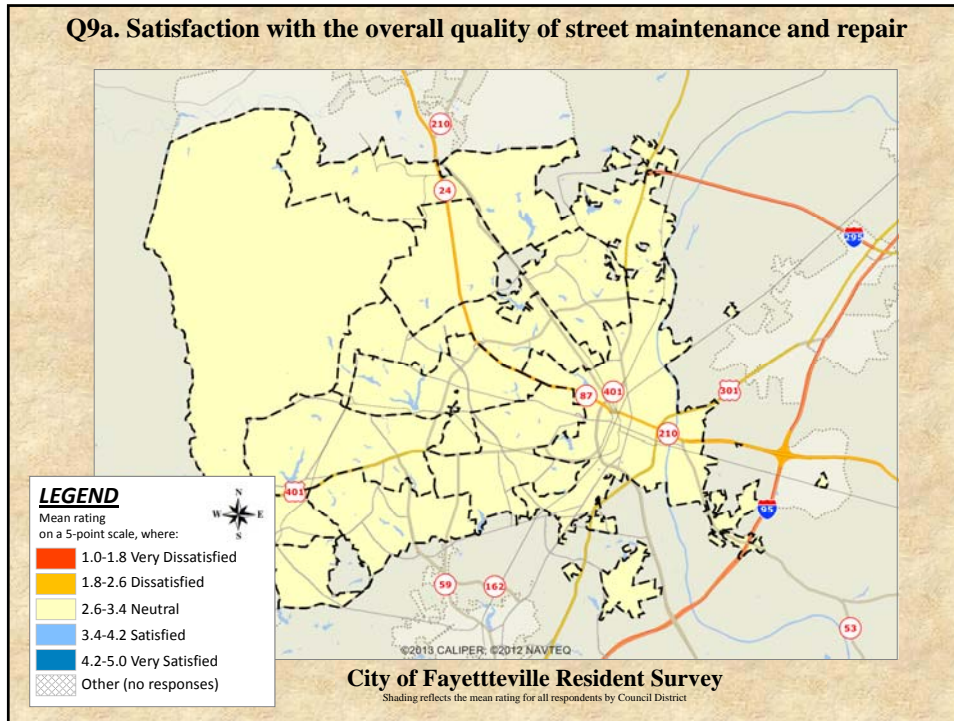 Q9a. Satisfaction with the overall quality of street maintenance and repair
210
24
295
87
401
301
210
401
95
59
162
53
LEGEND
Mean rating
on a 5-point scale, where:
N
W E
S
1.0-1.8 Very Dissatisfied
1.8-2.6 Dissatisfied
2.6-3.4 Neutral
3.4-4.2 Satisfied
4.2-5.0 Very Satisfied
Other (no responses)
©2013 CALIPER; ©2012 NAVTEQ
City of Fayettteville Resident Survey
Shading reflects the mean rating for all respondents by Council District